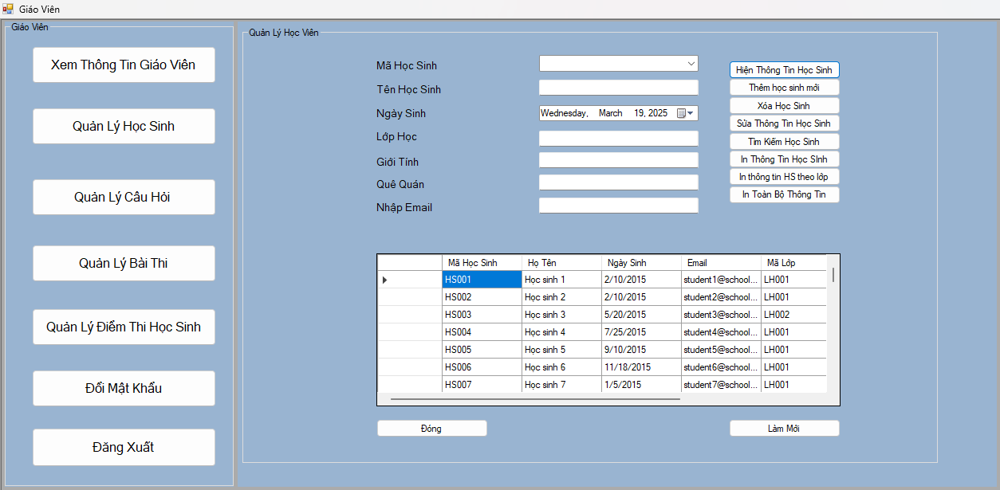 Giáo Viên
Giáo Viên
Xem Thông Tin Giáo Viên
Quản Lý Học Sinh
Quản Lý Câu Hỏi
Quản Lý Bài Thi
Quản Lý Điểm Thi Học Sinh
Đổi Mật Khẩu
Đăng Xuất
Quản Lý Học Viên
Mã Học Sinh
Tên Học Sinh
Ngày Sinh Wednesday, March 19, 2025
Lớp Học
Giới Tính
Quê Quán
Nhập Email
Hiện Thông Tin Học Sinh
Thêm học sinh mới
Xóa Học Sinh
Sửa Thông Tin Học Sinh
Tìm Kiếm Học Sinh
In Thông Tin Học SInh
In thông tin HS theo lớp
In Toàn Bộ Thông Tin
Mã Học Sinh Họ Tên Ngày Sinh Email Mã Lớp
HS001 Học sinh 1 2/10/2015 student1@school... LH001
HS002 Học sinh 2 2/10/2015 student2@school... LH001
HS003 Học sinh 3 5/20/2015 student3@school... LH002
HS004 Học sinh 4 7/25/2015 student4@school... LH001
HS005 Học sinh 5 9/10/2015 student5@school... LH001
HS006 Học sinh 6 11/18/2015 student6@school... LH001
HS007 Học sinh 7 1/5/2015 student7@school... LH001
Đóng
Làm Mới